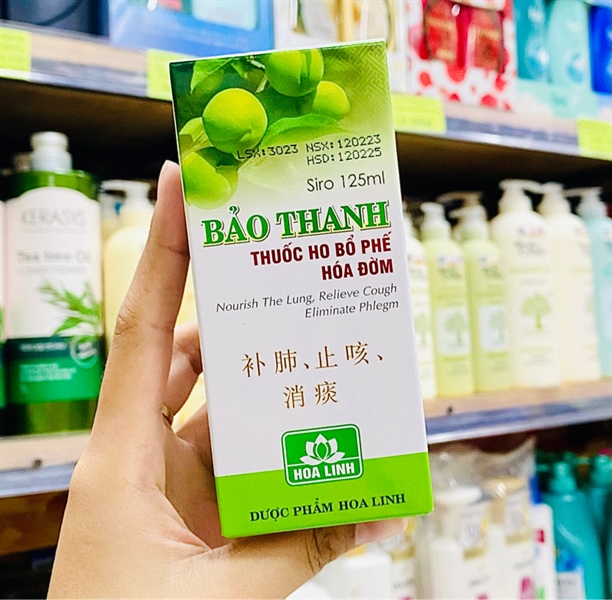 LSX:3023 NSX:120223
HSD:120225
Siro 125ml
BẢO THANH
THUỐC HO BỔ PHẾ
HÓA ĐỜM
Nourish The Lung, Relieve Cough
Eliminate Phlegm
补肺、止咳、
消痰
HOA LINH
DƯỢC PHẨM HOA LINH
KERASYS
Tea Tree Oil
CONDITIONER